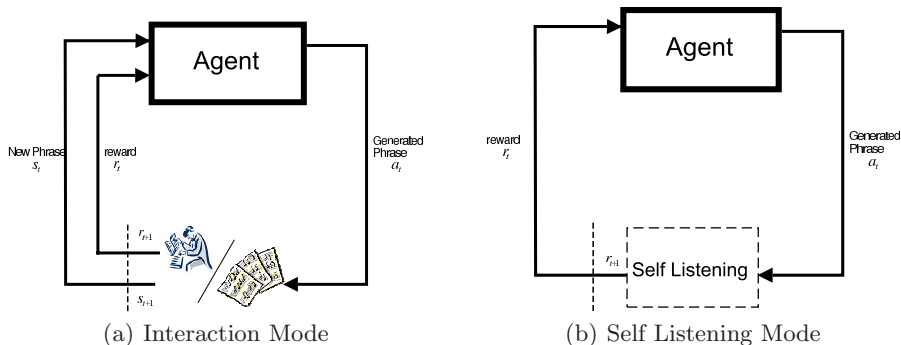 Agent
New Phrase
s_t
reward
r_t
Generated
Phrase
a_t
r_{t+1}
s_{t+1}
(a) Interaction Mode
Agent
reward
r_t
Generated
Phrase
a_t
r_{t+1}
Self Listening
(b) Self Listening Mode